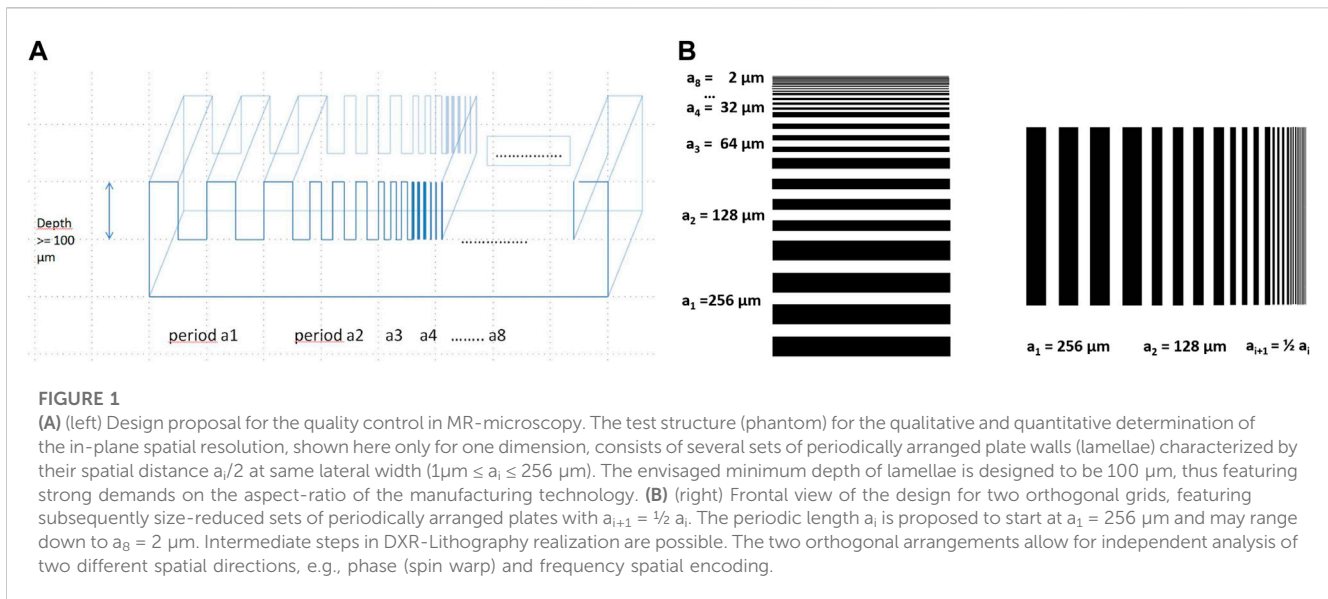 A
B
Depth
>= 100
µm
................
................
period a1 period a2 a3 a4 ........ a8
a₈ = 2 µm
...
a₄ = 32 µm
a₃ = 64 µm
a₂ = 128 µm
a₁ =256 µm
a₁ = 256 µm a₂ = 128 µm aᵢ₊₁ = ½ aᵢ
FIGURE 1
(A) (left) Design proposal for the quality control in MR-microscopy. The test structure (phantom) for the qualitative and quantitative determination of
the in-plane spatial resolution, shown here only for one dimension, consists of several sets of periodically arranged plate walls (lamellae) characterized by
their spatial distance aᵢ/2 at same lateral width (1µm ≤ aᵢ ≤ 256 µm). The envisaged minimum depth of lamellae is designed to be 100 µm, thus featuring
strong demands on the aspect-ratio of the manufacturing technology. (B) (right) Frontal view of the design for two orthogonal grids, featuring
subsequently size-reduced sets of periodically arranged plates with aᵢ₊₁ = ½ aᵢ. The periodic length aᵢ is proposed to start at a₁ = 256 µm and may range
down to a₈ = 2 µm. Intermediate steps in DXR-Lithography realization are possible. The two orthogonal arrangements allow for independent analysis of
two different spatial directions, e.g., phase (spin warp) and frequency spatial encoding.